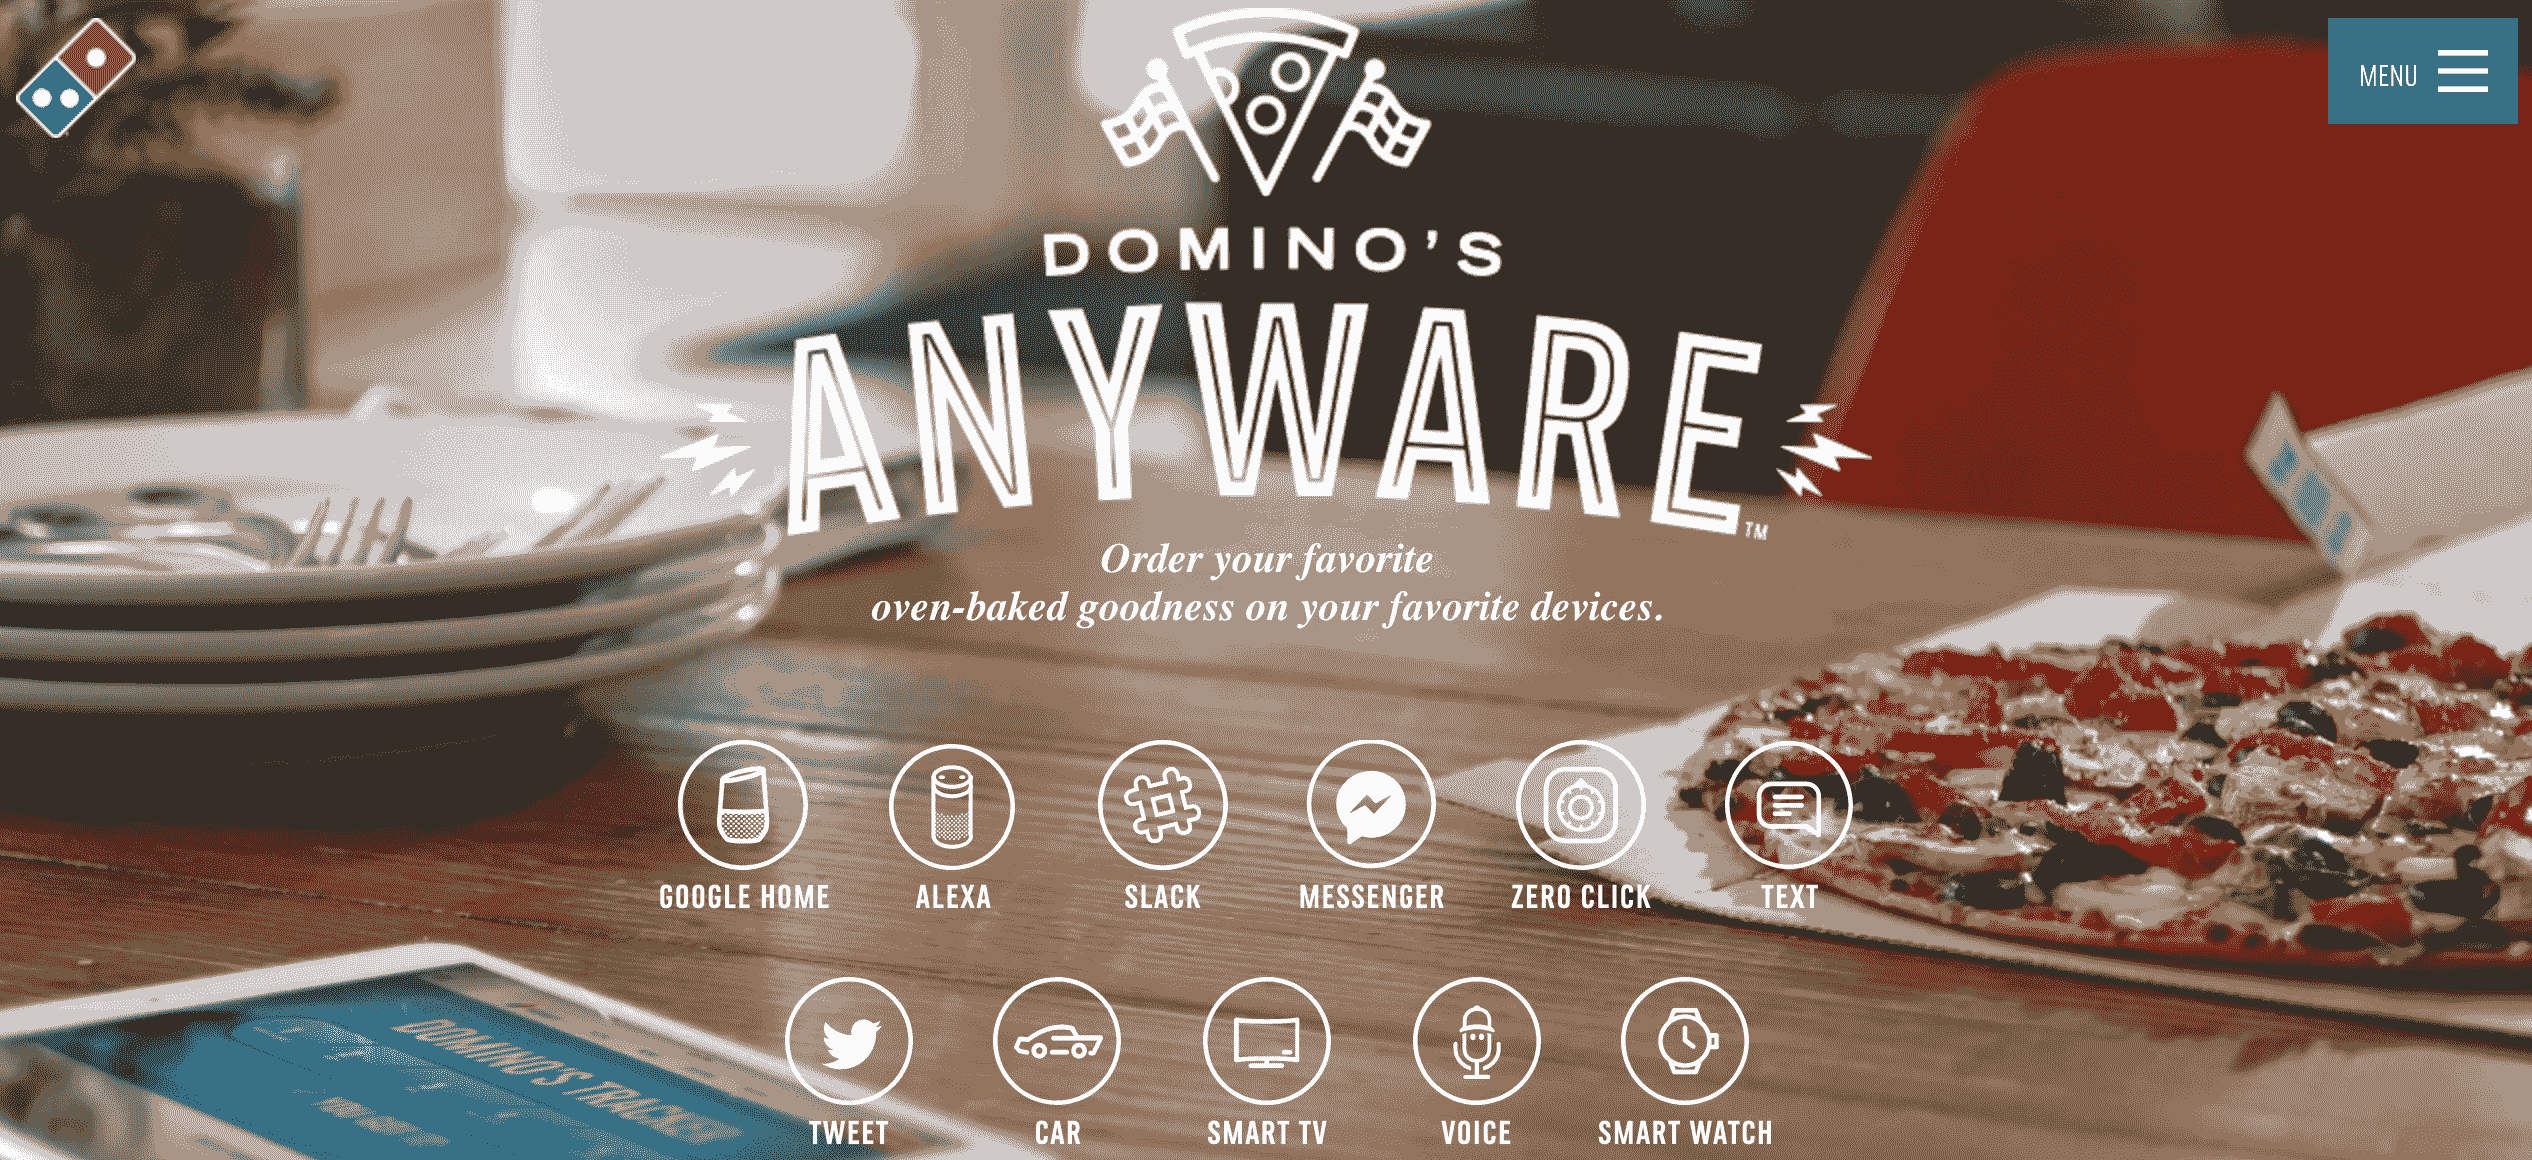 MENU
DOMINO'S
ANYWARE™
Order your favorite
oven-baked goodness on your favorite devices.
GOOGLE HOME
ALEXA
SLACK
MESSENGER
ZERO CLICK
TEXT
TWEET
CAR
SMART TV
VOICE
SMART WATCH
DOMINO'S TRACKER